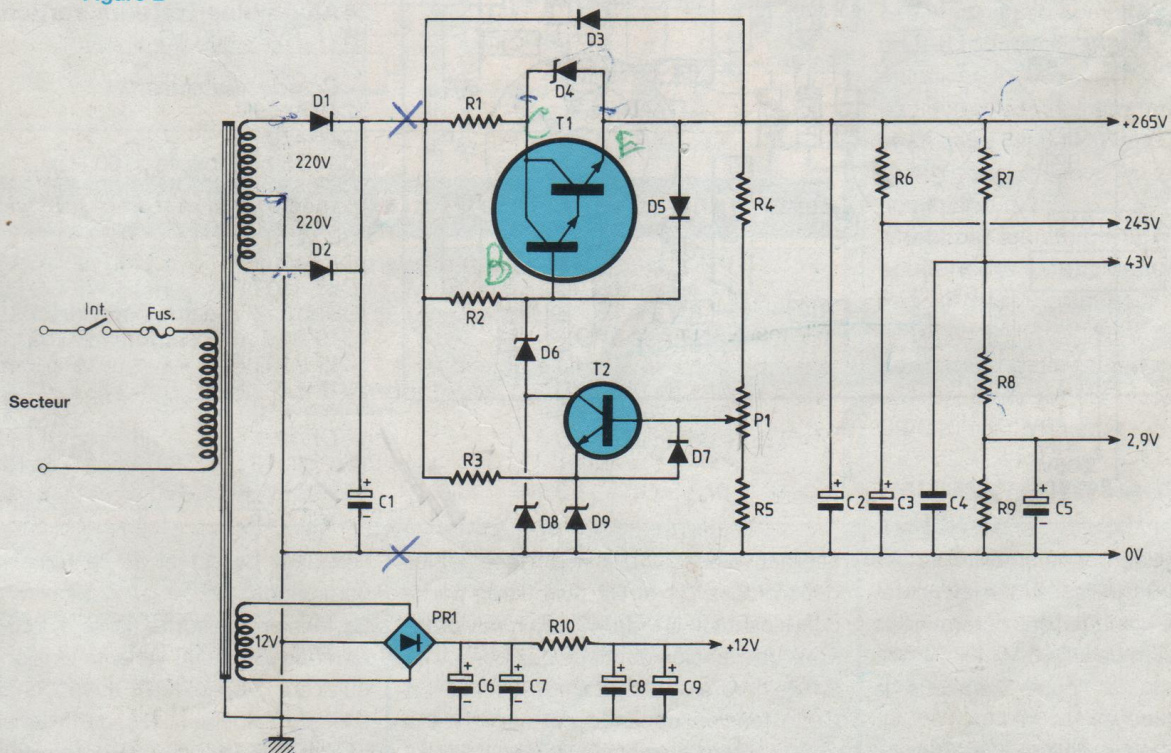 D3
D4
D1
R1
C
T1
E
+265V
220V
R6
R7
D5
R4
220V
245V
B
43V
D2
R2
Int.
Fus.
D6
T2
R8
Secteur
P1
2,9V
D7
R3
C1
D8
D9
R5
C2
C3
C4
R9
C5
0V
PR1
12V
R10
+12V
C6
C7
C8
C9